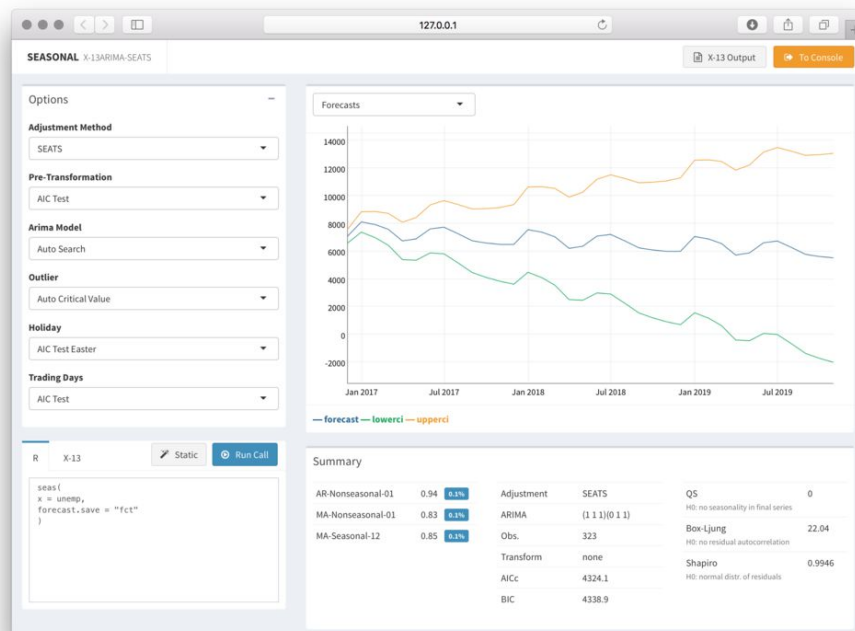 127.0.0.1
SEASONAL X-13ARIMA-SEATS
X-13 Output
To Console
Options
Adjustment Method
SEATS
Pre-Transformation
AIC Test
Arima Model
Auto Search
Outlier
Auto Critical Value
Holiday
AIC Test Easter
Trading Days
AIC Test
R X-13 Static Run Call
seas(
x = unemp,
forecast.save = "fct"
)
Forecasts
14000
12000
10000
8000
6000
4000
2000
0
-2000
Jan 2017 Jul 2017 Jan 2018 Jul 2018 Jan 2019 Jul 2019
forecast lowerci upperci
Summary
AR-Nonseasonal-01 0.94 0.1%
MA-Nonseasonal-01 0.83 0.1%
MA-Seasonal-12 0.85 0.1%
Adjustment SEATS
ARIMA (1 1 1)(0 1 1)
Obs. 323
Transform none
AICc 4324.1
BIC 4338.9
QS 0
H0: no seasonality in final series
Box-Ljung 22.04
H0: no residual autocorrelation
Shapiro 0.9946
H0: normal distr. of residuals